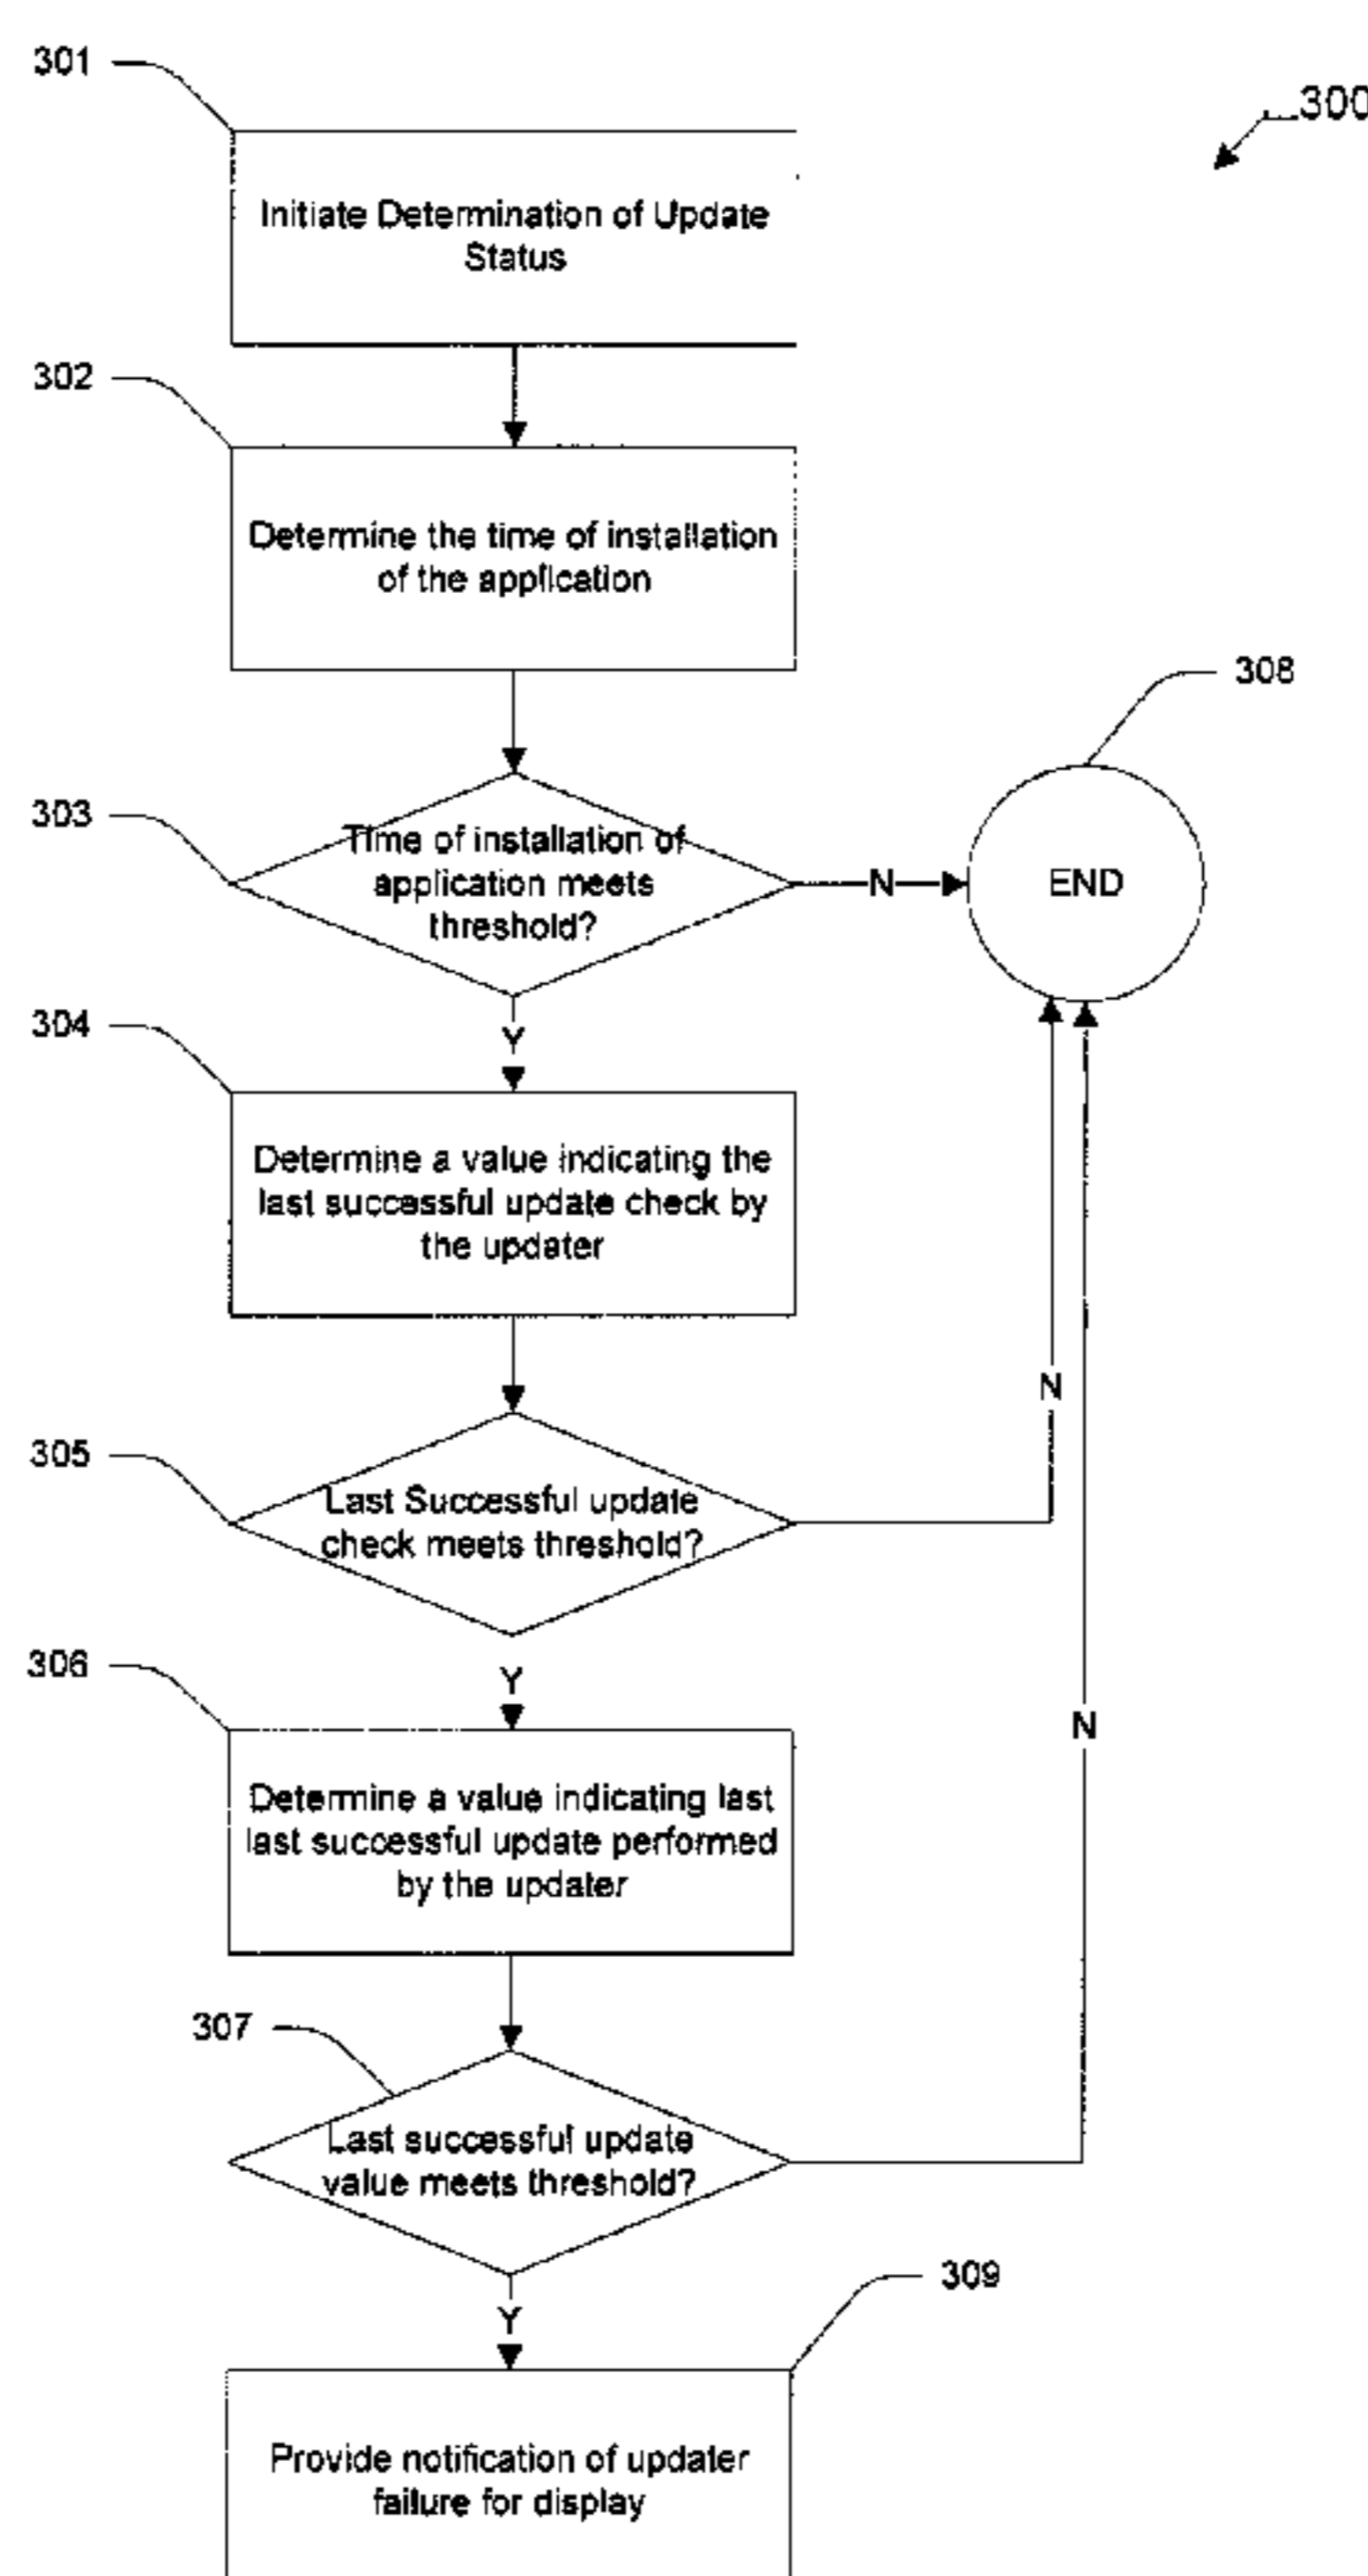 301
300
Initiate Determination of Update
Status
302
Determine the time of installation
of the application
308
303
Time of installation of
application meets
threshold?
N
END
Y
304
Determine a value indicating the
last successful update check by
the updater
N
305
Last Successful update
check meets threshold?
Y
306
N
Determine a value indicating last
last successful update performed
by the updater
307
Last successful update
value meets threshold?
309
Y
Provide notification of updater
failure for display